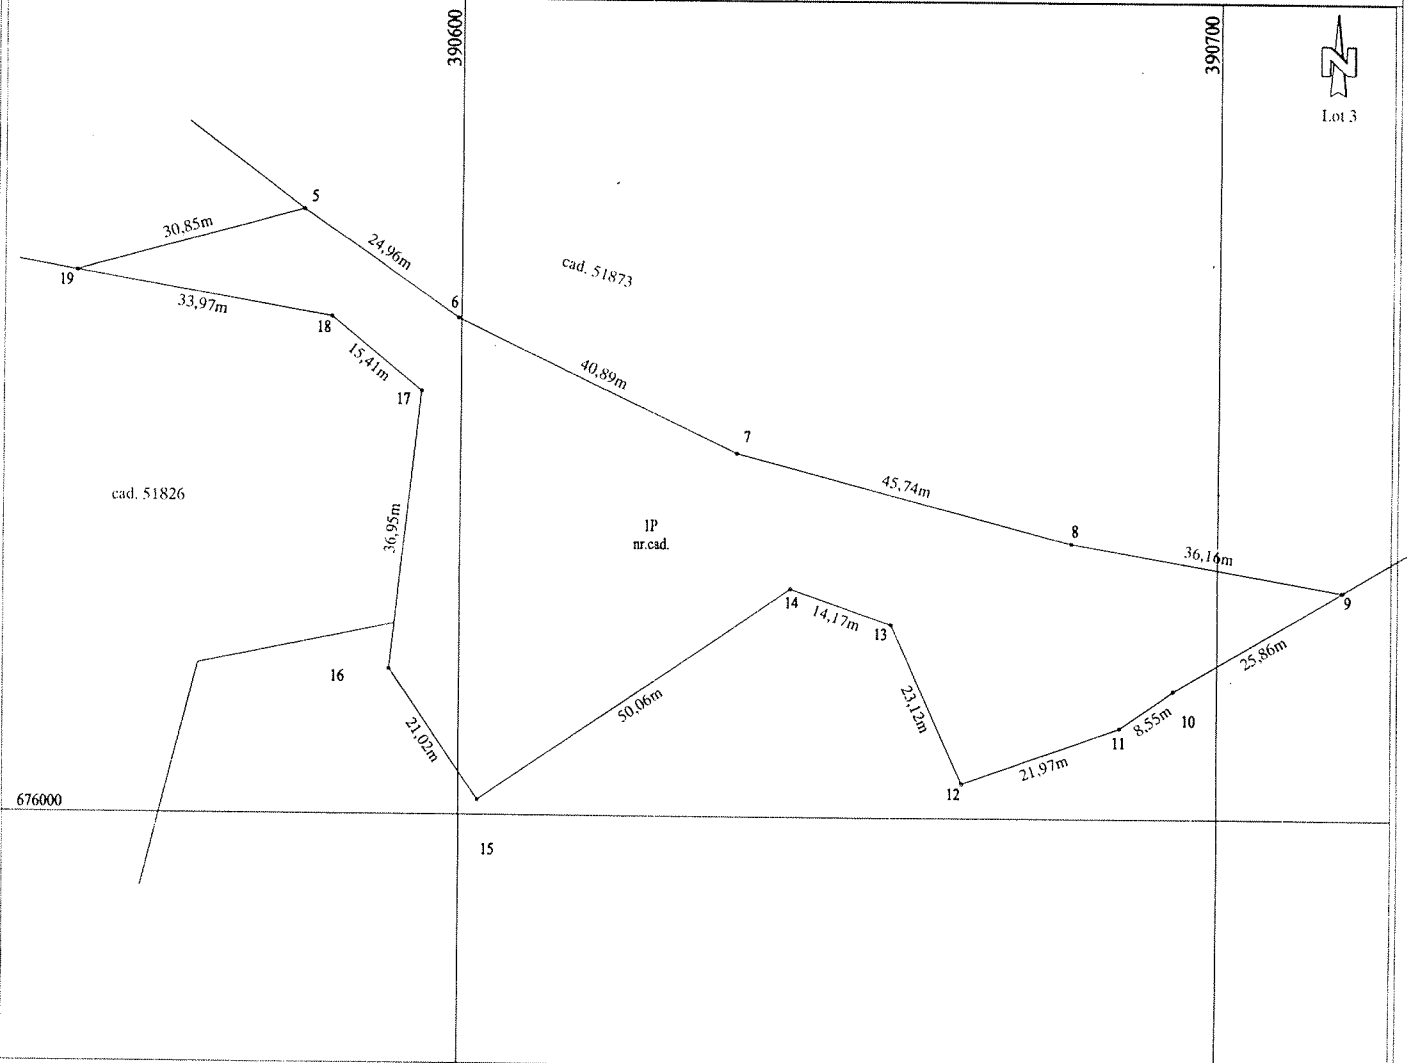 390600
390700
N
Lot 3
5
30,85m
24,96m
cad. 51873
19
33,97m
6
18
15,41m
40,89m
17
7
45,74m
cad. 51826
36,95m
1P
nr.cad.
8
36,16m
14
14,17m
13
9
16
25,86m
50,06m
23,12m
21,02m
8,55m
10
11
21,97m
12
676000
15